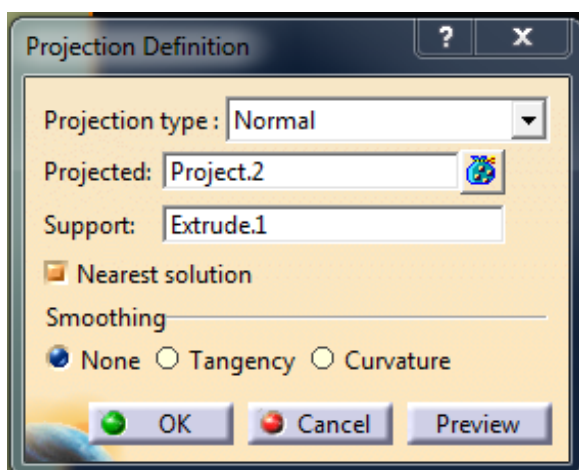 Projection Definition ? x
Projection type : Normal
Projected: Project.2
Support: Extrude.1
Nearest solution
Smoothing
None Tangency Curvature
OK Cancel Preview